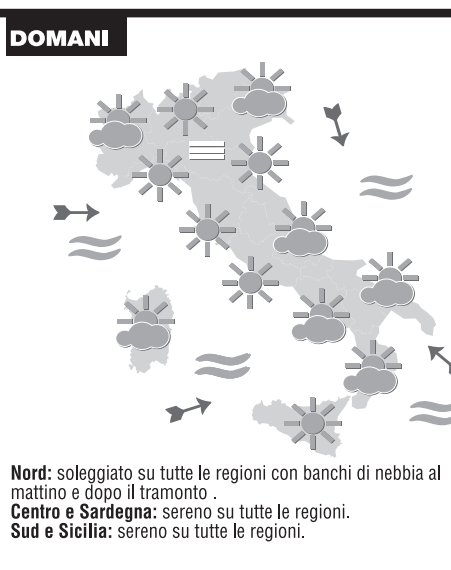 DOMANI
Nord: soleggiato su tutte le regioni con banchi di nebbia al
mattino e dopo il tramonto .
Centro e Sardegna: sereno su tutte le regioni.
Sud e Sicilia: sereno su tutte le regioni.